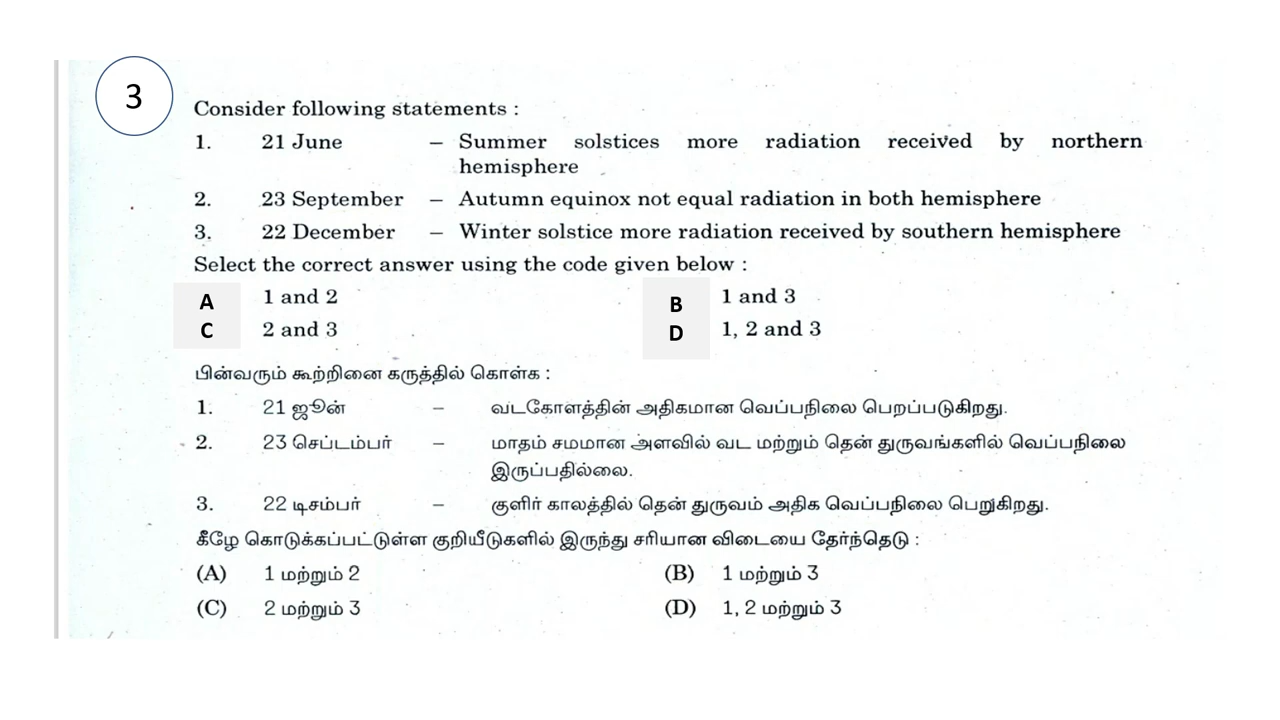 3
Consider following statements :
1. 21 June – Summer solstices more radiation received by northern
hemisphere
2. 23 September – Autumn equinox not equal radiation in both hemisphere
3. 22 December – Winter solstice more radiation received by southern hemisphere
Select the correct answer using the code given below :
A 1 and 2 B 1 and 3
C 2 and 3 D 1, 2 and 3
பின்வரும் கூற்றினை கருத்தில் கொள்க :
1. 21 ஜூன் – வடகோளத்தின் அதிகமான வெப்பநிலை பெறப்படுகிறது.
2. 23 செப்டம்பர் – மாதம் சமமான அளவில் வட மற்றும் தென் துருவங்களில் வெப்பநிலை
இருப்பதில்லை.
3. 22 டிசம்பர் – குளிர் காலத்தில் தென் துருவம் அதிக வெப்பநிலை பெறுகிறது.
கீழே கொடுக்கப்பட்டுள்ள குறியீடுகளில் இருந்து சரியான விடையை தேர்ந்தெடு :
(A) 1 மற்றும் 2 (B) 1 மற்றும் 3
(C) 2 மற்றும் 3 (D) 1, 2 மற்றும் 3